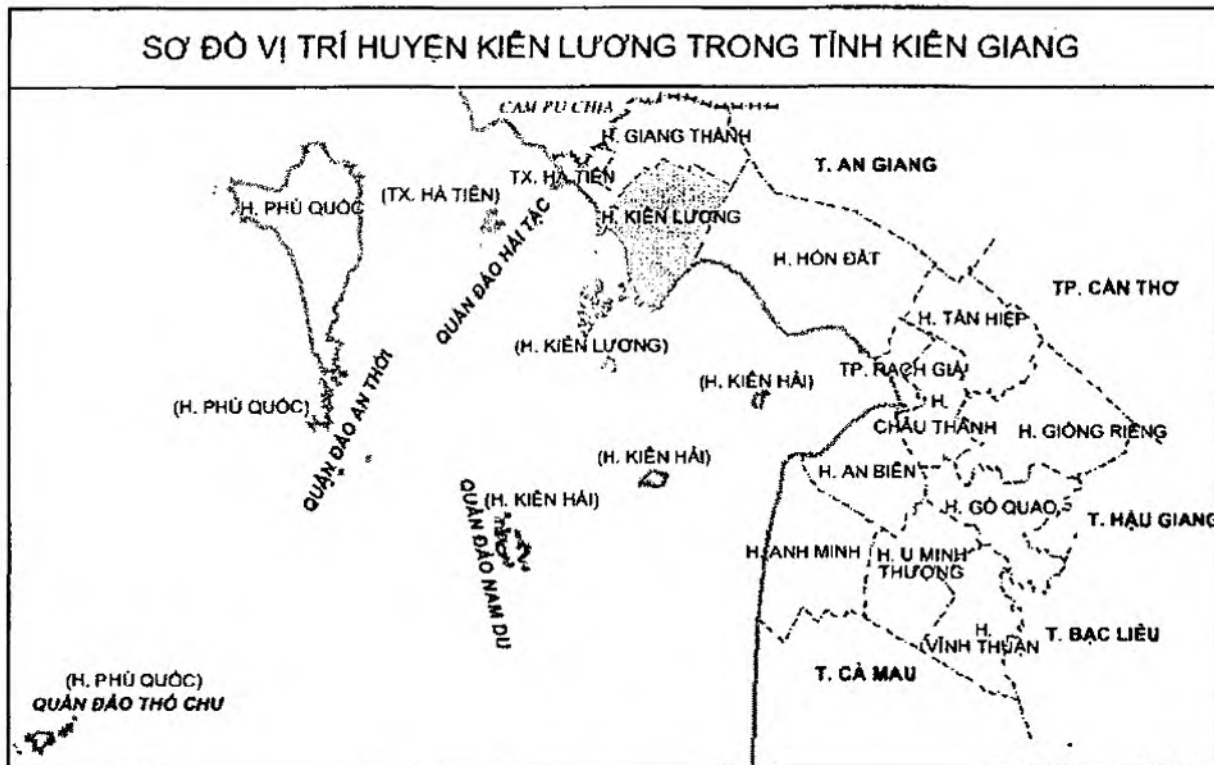 SƠ ĐỒ VỊ TRÍ HUYỆN KIÊN LƯƠNG TRONG TỈNH KIÊN GIANG
CAM PU CHIA
H. GIANG THÀNH
T. AN GIANG
TX. HÀ TIÊN
(TX. HÀ TIÊN)
H. PHÚ QUỐC
H. KIÊN LƯƠNG
QUẦN ĐẢO HẢI TẶC
H. HÒN ĐẤT
TP. CẦN THƠ
H. TÂN HIỆP
(H. KIÊN LƯƠNG)
TP. RẠCH GIÁ
(H. KIÊN HẢI)
(H. PHÚ QUỐC)
QUẦN ĐẢO AN THỚI
H.
CHÂU THÀNH
H. GIỒNG RIỀNG
(H. KIÊN HẢI)
H. AN BIÊN
(H. KIÊN HẢI)
QUẦN ĐẢO NAM DU
H. GÒ QUAO
T. HẬU GIANG
H. ANH MINH
H. U MINH
THƯỢNG
H.
VĨNH THUẬN
T. BẠC LIÊU
T. CÀ MAU
(H. PHÚ QUỐC)
QUẦN ĐẢO THỔ CHU